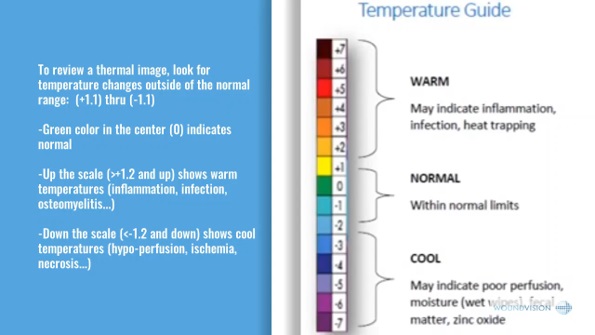 Temperature Guide
To review a thermal image, look for
temperature changes outside of the normal
range: (+1.1) thru (-1.1)
-Green color in the center (0) indicates
normal
-Up the scale (>+1.2 and up) shows warm
temperatures (inflammation, infection,
osteomyelitis...)
-Down the scale (<-1.2 and down) shows cool
temperatures (hypo-perfusion, ischemia,
necrosis...)
+7
+6
+5
+4
+3
+2
+1
0
-1
-2
-3
-4
-5
-6
-7
WARM
May indicate inflammation,
infection, heat trapping
NORMAL
Within normal limits
COOL
May indicate poor perfusion,
moisture (wet wipes), fecal
matter, zinc oxide
WOUNDVISION